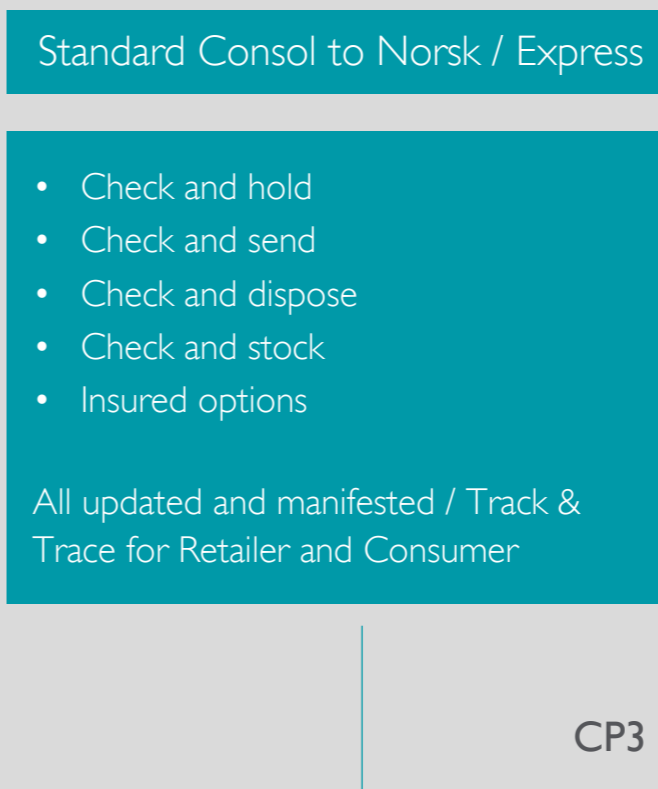 Standard Consol to Norsk / Express
• Check and hold
• Check and send
• Check and dispose
• Check and stock
• Insured options
All updated and manifested / Track &
Trace for Retailer and Consumer
CP3